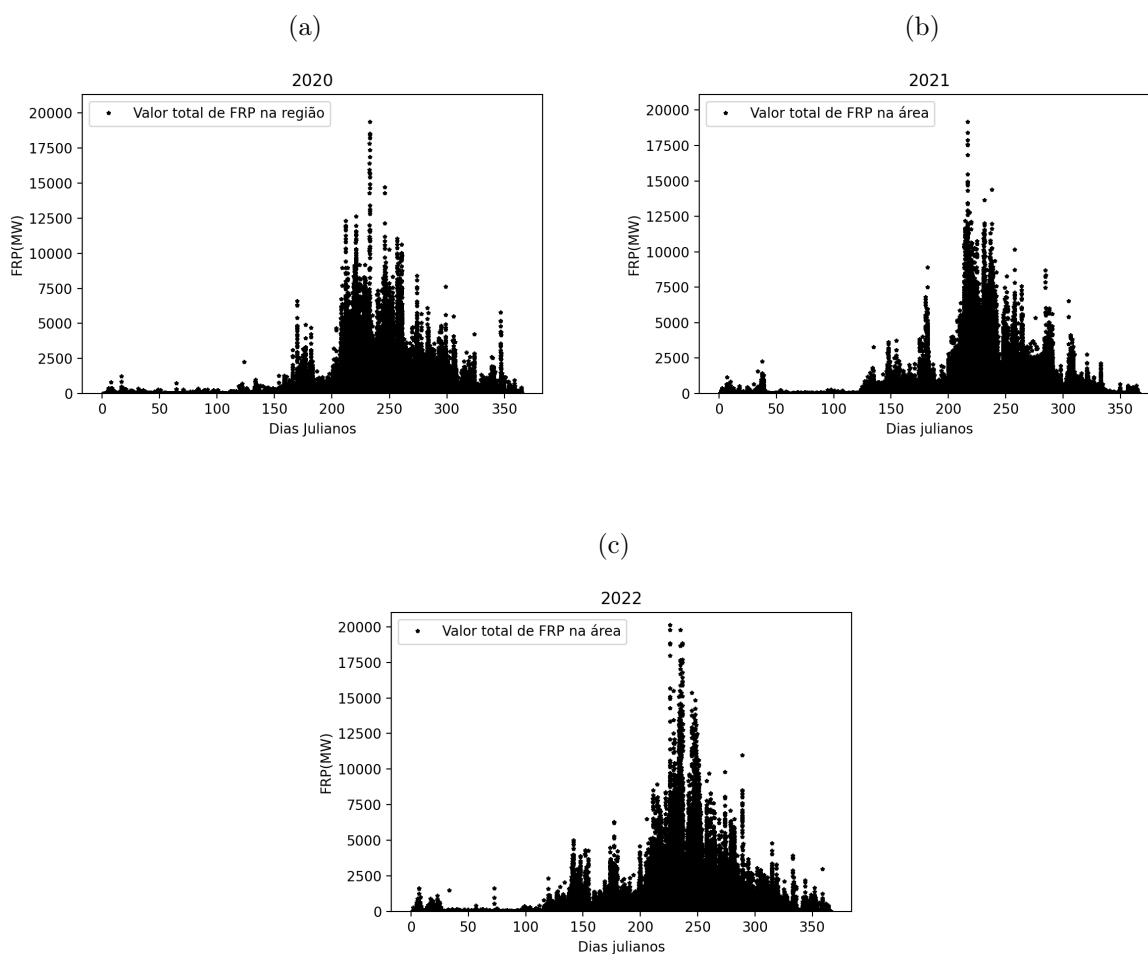 (a)
2020
Valor total de FRP na região
20000
17500
15000
12500
10000
7500
5000
2500
0
FRP(MW)
0 50 100 150 200 250 300 350
Dias Julianos
(b)
2021
Valor total de FRP na área
20000
17500
15000
12500
10000
7500
5000
2500
0
FRP(MW)
0 50 100 150 200 250 300 350
Dias julianos
(c)
2022
Valor total de FRP na área
20000
17500
15000
12500
10000
7500
5000
2500
0
FRP(MW)
0 50 100 150 200 250 300 350
Dias julianos